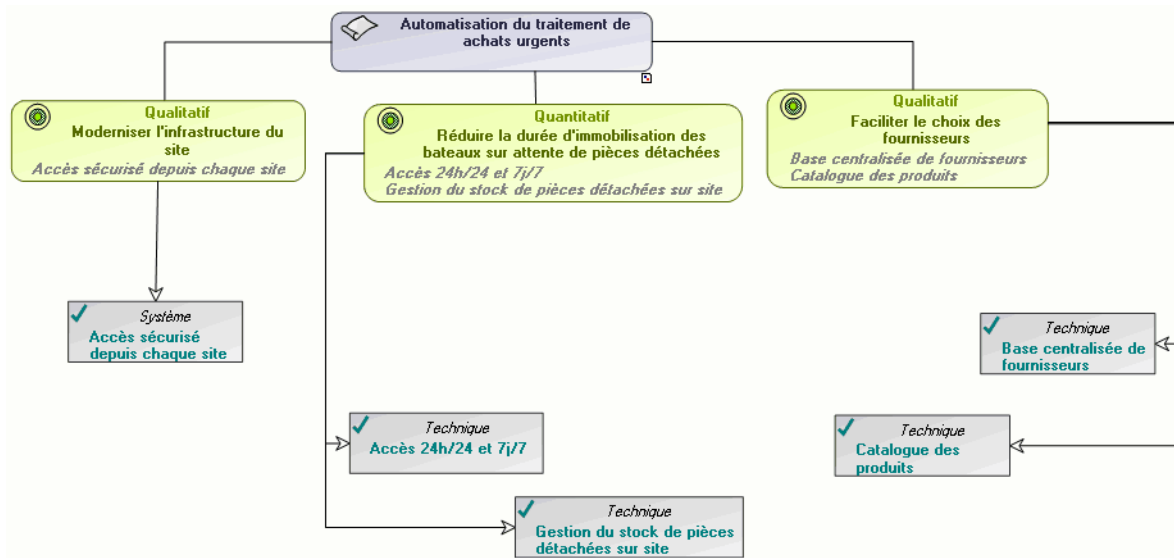 Automatisation du traitement de
achats urgents
Qualitatif
Moderniser l'infrastructure du
site
Accès sécurisé depuis chaque site
Quantitatif
Réduire la durée d'immobilisation des
bateaux sur attente de pièces détachées
Accès 24h/24 et 7j/7
Gestion du stock de pièces détachées sur site
Qualitatif
Faciliter le choix des
fournisseurs
Base centralisée de fournisseurs
Catalogue des produits
Système
Accès sécurisé
depuis chaque site
Technique
Base centralisée de
fournisseurs
Technique
Accès 24h/24 et 7j/7
Technique
Catalogue des
produits
Technique
Gestion du stock de pièces
détachées sur site